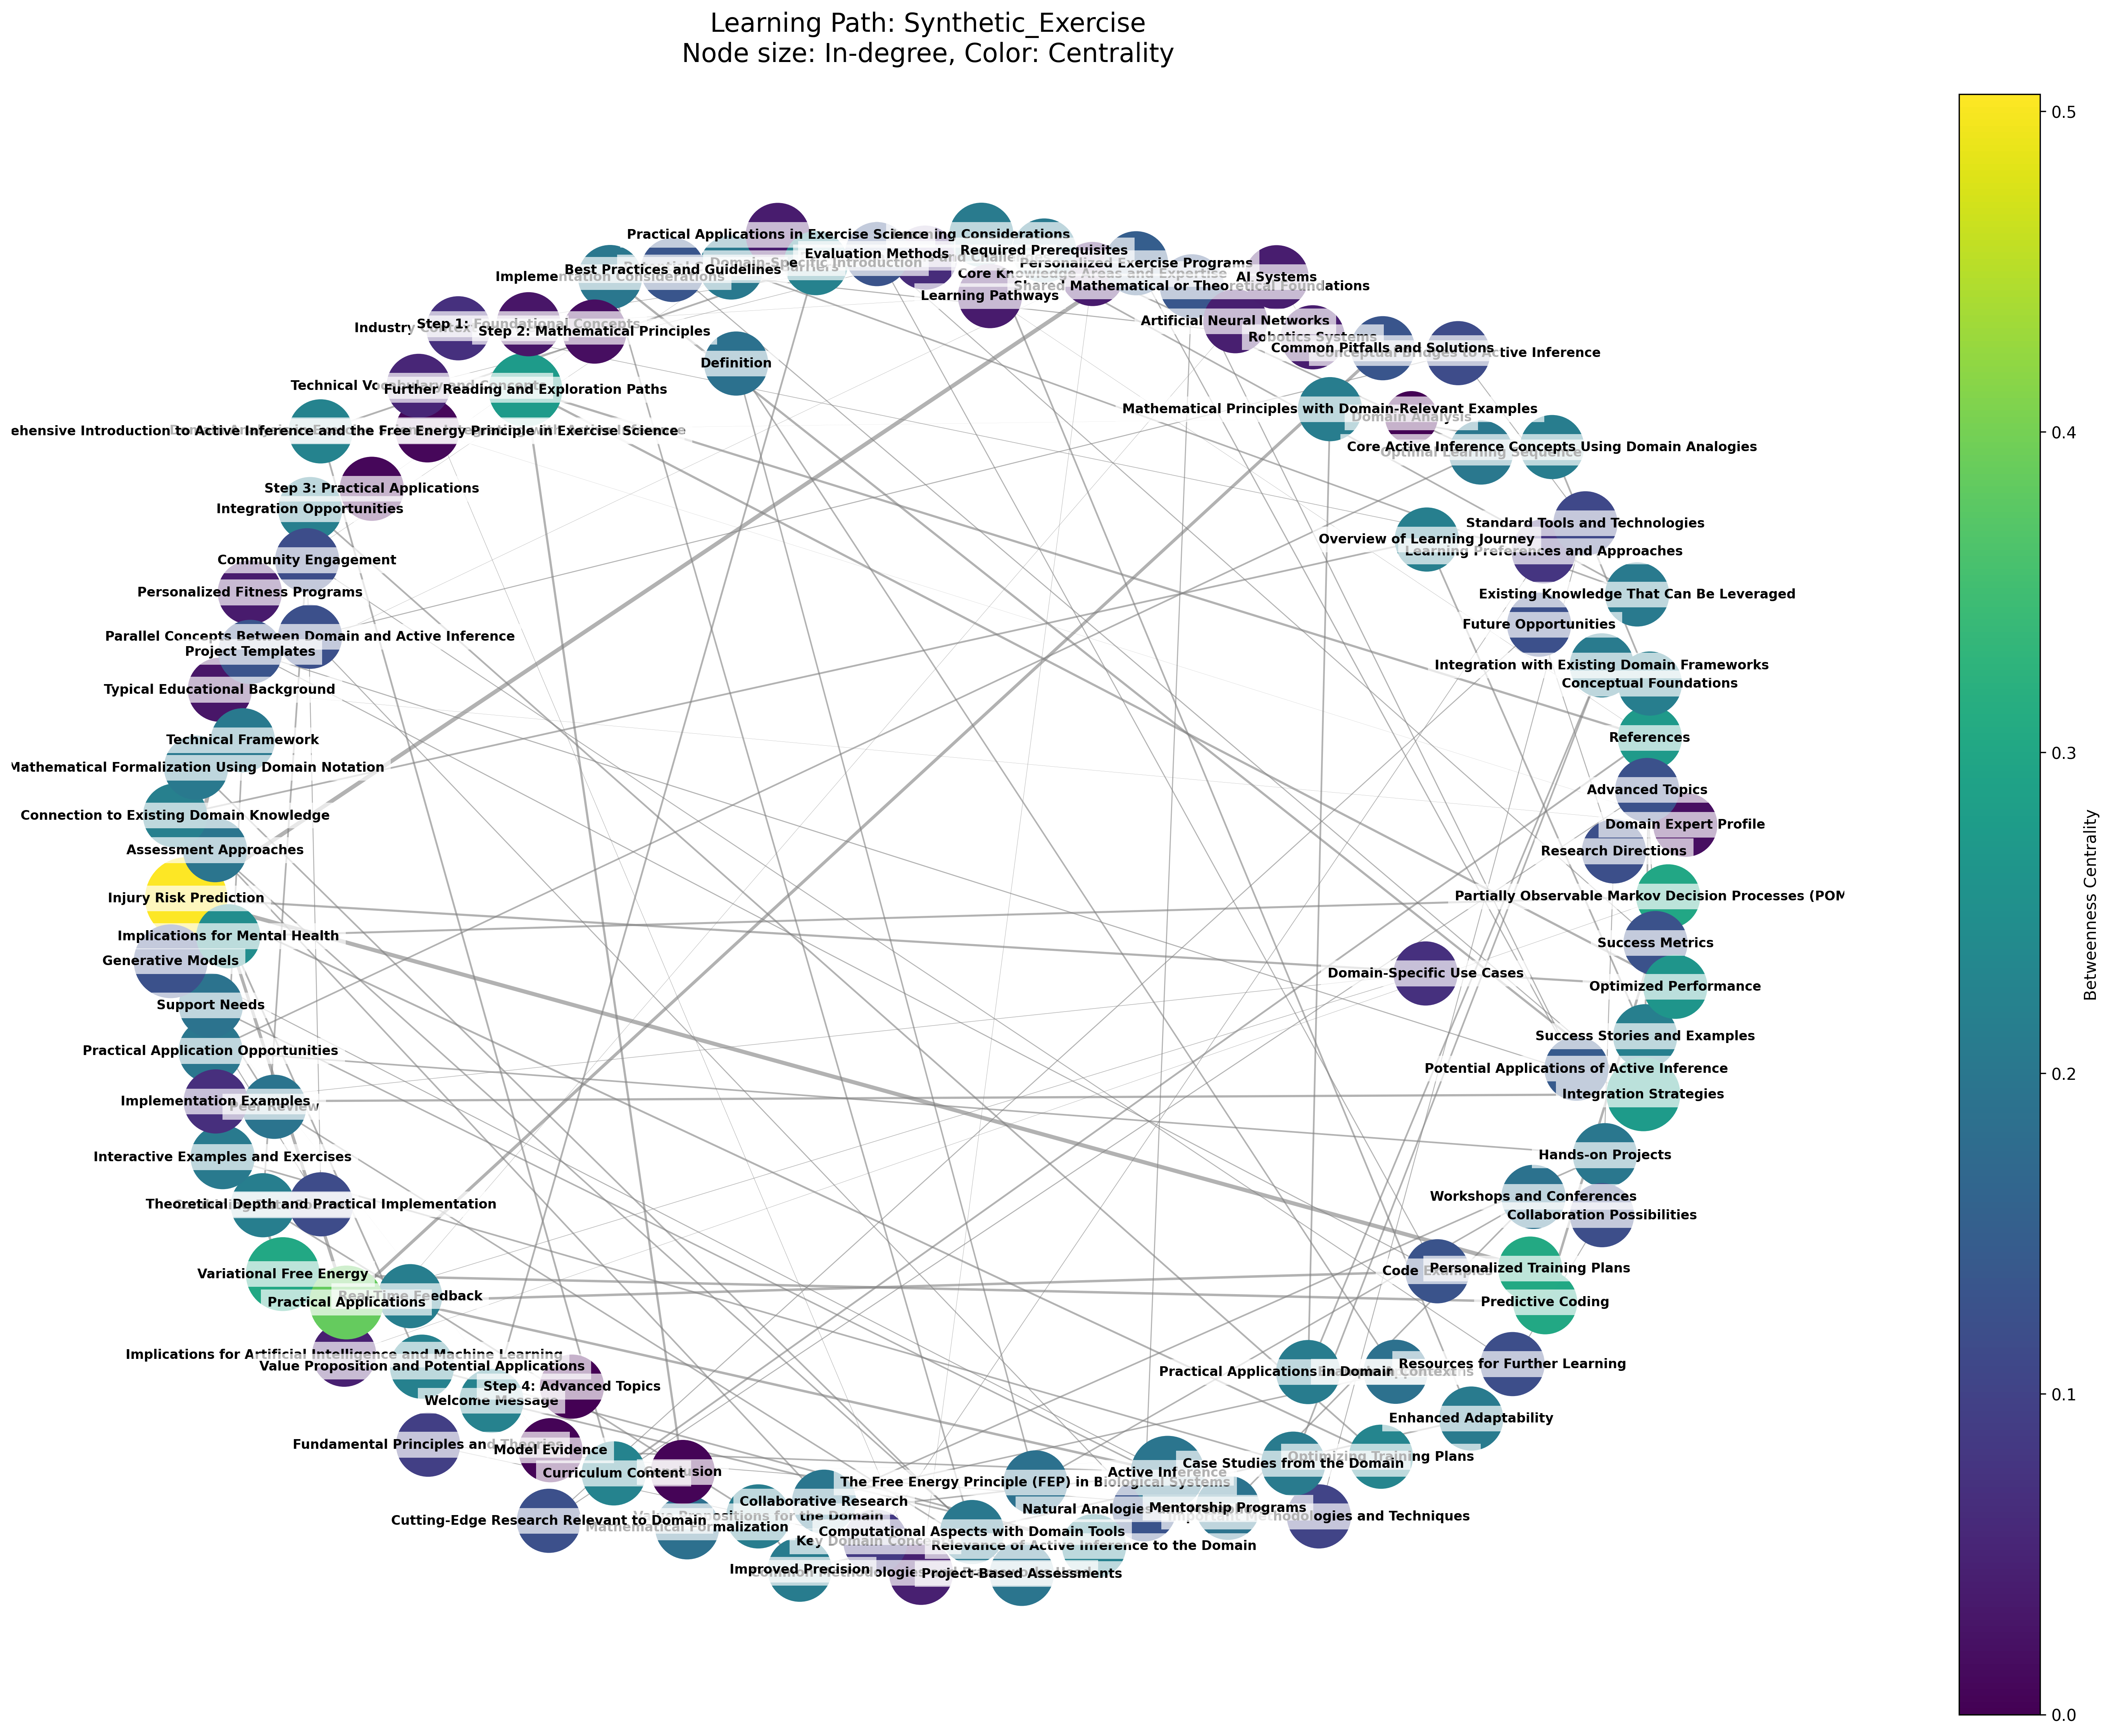 Learning Path: Synthetic_Exercise
Node size: In-degree, Color: Centrality
Practical Applications in Exercise Science
ing Considerations
Evaluation Methods
Required Prerequisites
Domain-Specific Introduction
Personalized Exercise Programs
Best Practices and Guidelines
Implementation Considerations
Core Knowledge Areas and Expertise
AI Systems
Shared Mathematical or Theoretical Foundations
Learning Pathways
Step 1: Foundational Concepts
Industry Contex
Step 2: Mathematical Principles
Artificial Neural Networks
Robotics Systems
Common Pitfalls and Solutions
Conceptual Bridges to Active Inference
Definition
Technical Vocabulary and Concepts
Further Reading and Exploration Paths
Mathematical Principles with Domain-Relevant Examples
Domain Analysis
ehensive Introduction to Active Inference and the Free Energy Principle in Exercise Science
Core Active Inference Concepts Using Domain Analogies
Optimal Learning Sequence
Step 3: Practical Applications
Integration Opportunities
Standard Tools and Technologies
Overview of Learning Journey
Learning Preferences and Approaches
Community Engagement
Personalized Fitness Programs
Existing Knowledge That Can Be Leveraged
Future Opportunities
Parallel Concepts Between Domain and Active Inference
Project Templates
Integration with Existing Domain Frameworks
Conceptual Foundations
Typical Educational Background
References
Technical Framework
Mathematical Formalization Using Domain Notation
Advanced Topics
Connection to Existing Domain Knowledge
Domain Expert Profile
Assessment Approaches
Research Directions
Injury Risk Prediction
Partially Observable Markov Decision Processes (POM
Implications for Mental Health
Success Metrics
Generative Models
Domain-Specific Use Cases
Optimized Performance
Support Needs
Success Stories and Examples
Practical Application Opportunities
Potential Applications of Active Inference
Integration Strategies
Implementation Examples
Peer Review
Interactive Examples and Exercises
Hands-on Projects
Workshops and Conferences
Theoretical Depth and Practical Implementation
Collaboration Possibilities
Variational Free Energy
Code Examples
Personalized Training Plans
Real-Time Feedback
Practical Applications
Predictive Coding
Implications for Artificial Intelligence and Machine Learning
Value Proposition and Potential Applications
Practical Applications in Domain
Resources for Further Learning
Step 4: Advanced Topics
Welcome Message
Enhanced Adaptability
Fundamental Principles and Theories
Model Evidence
Optimizing Training Plans
Case Studies from the Domain
Curriculum Content
Conclusion
Active Inference
The Free Energy Principle (FEP) in Biological Systems
Collaborative Research
Natural Analogies
Mentorship Programs
Cutting-Edge Research Relevant to Domain
Value Propositions for the Domain
Mathematical Formalization
Computational Aspects with Domain Tools
Key Domain Conce
Relevance of Active Inference to the Domain
Improved Precision
Project-Based Assessments
0.5
0.4
0.3
0.2
0.1
0.0
Betweenness Centrality